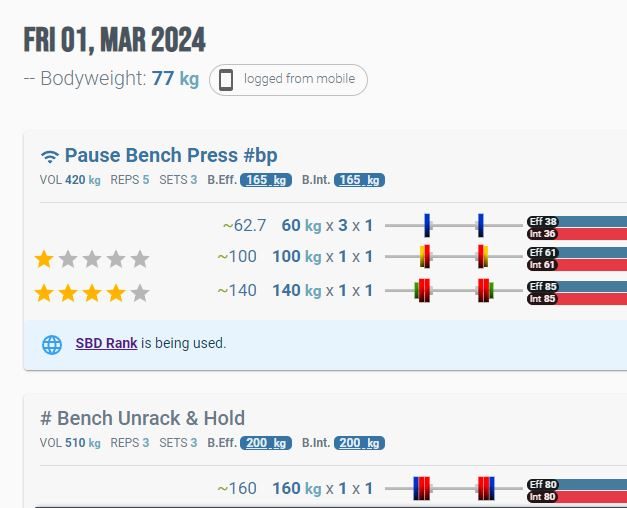 FRI 01, MAR 2024
-- Bodyweight: 77 kg logged from mobile
Pause Bench Press #bp
VOL 420 kg REPS 5 SETS 3 B.Eff. 165 kg B.Int. 165 kg
~62.7 60 kg x 3 x 1 Eff 38
Int 36
~100 100 kg x 1 x 1 Eff 61
Int 61
~140 140 kg x 1 x 1 Eff 85
Int 85
SBD Rank is being used.
# Bench Unrack & Hold
VOL 510 kg REPS 3 SETS 3 B.Eff. 200 kg B.Int. 200 kg
~160 160 kg x 1 x 1 Eff 80
Int 80